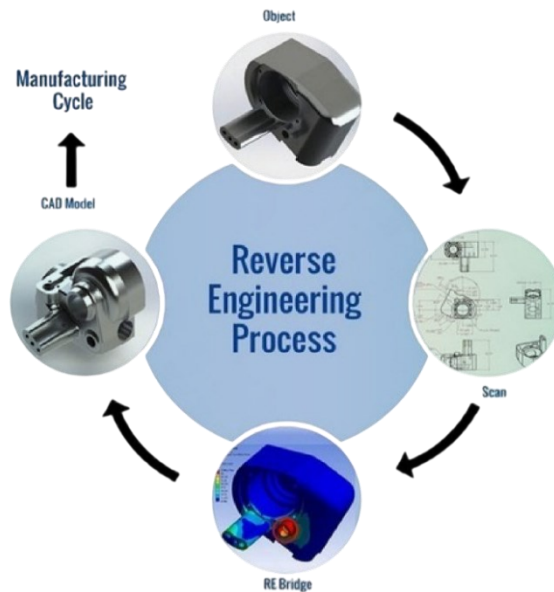 Object
Manufacturing
Cycle
CAD Model
Reverse
Engineering
Process
Scan
RE Bridge